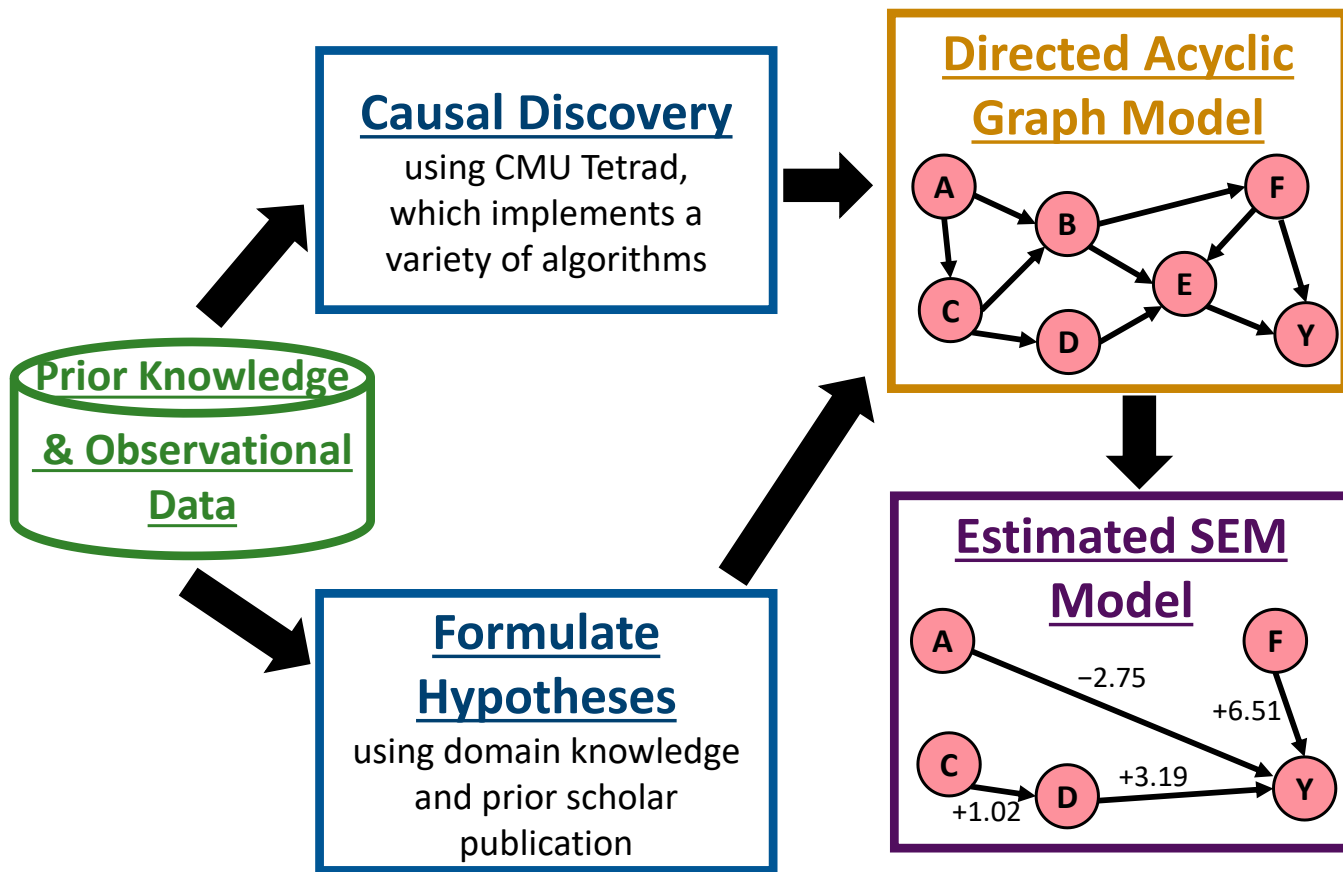 Prior Knowledge
& Observational
Data
Causal Discovery
using CMU Tetrad,
which implements a
variety of algorithms
Formulate
Hypotheses
using domain knowledge
and prior scholar
publication
Directed Acyclic
Graph Model
A
F
B
E
C
D
Y
Estimated SEM
Model
A
F
−2.75
+6.51
C
D
+3.19
Y
+1.02